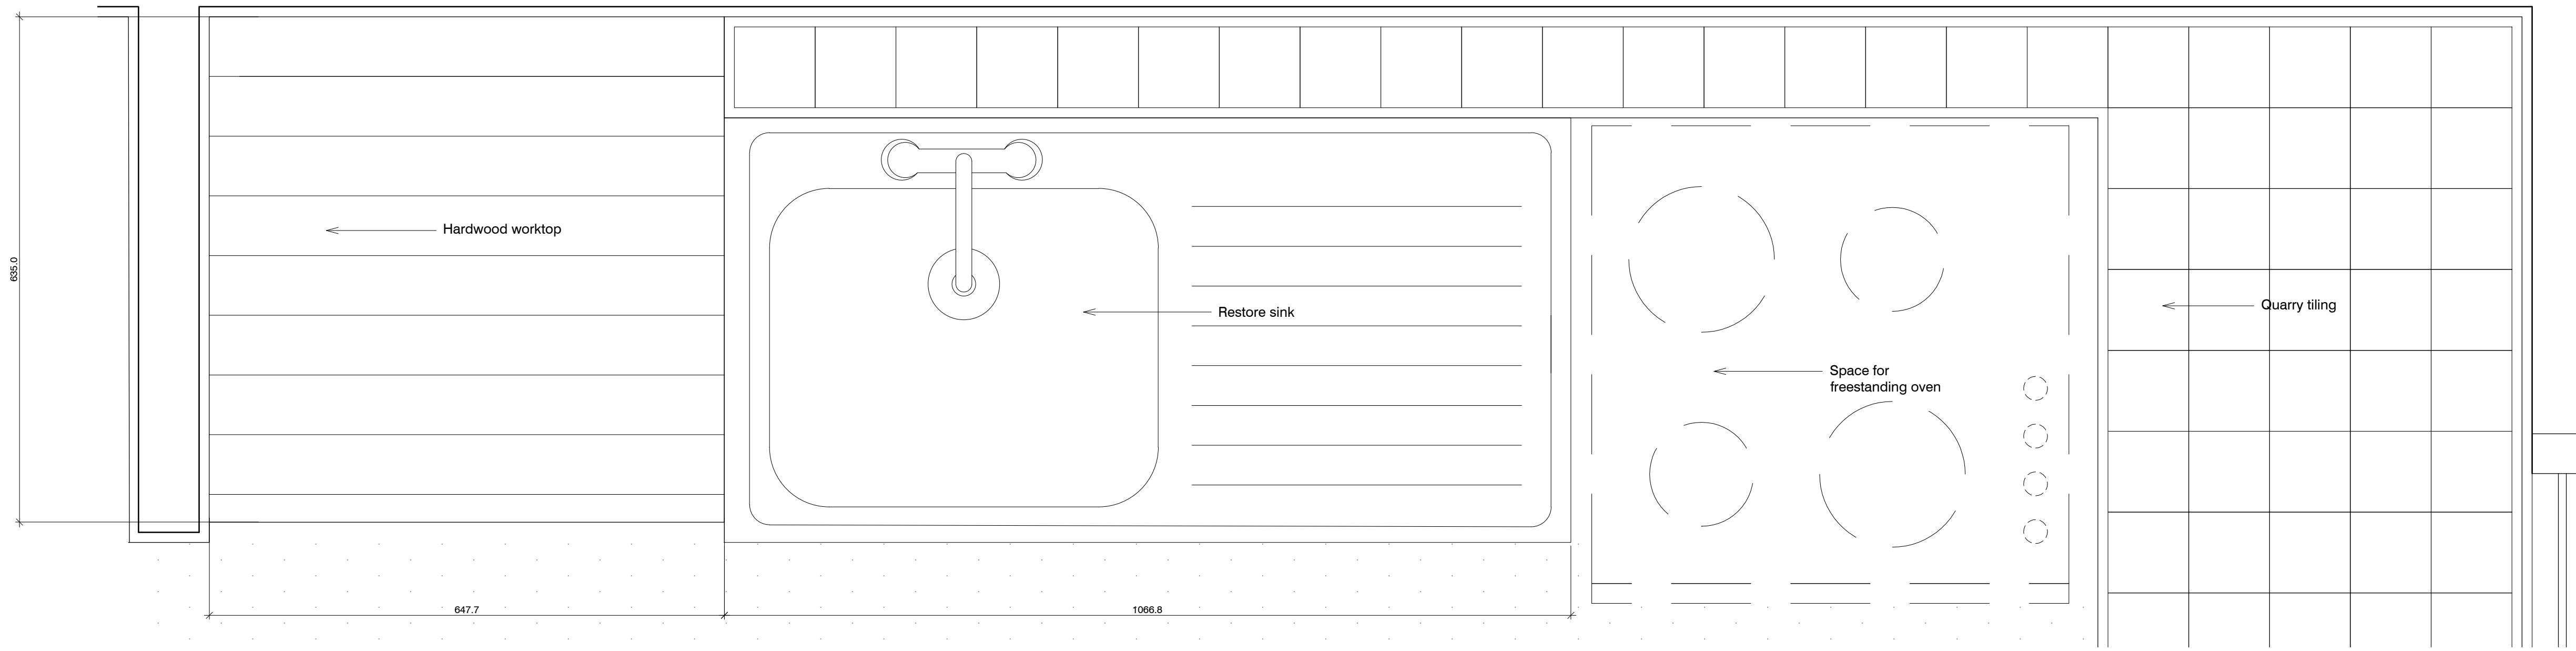 Hardwood worktop
635.0
Restore sink
Quarry tiling
Space for
freestanding oven
647.7
1066.8